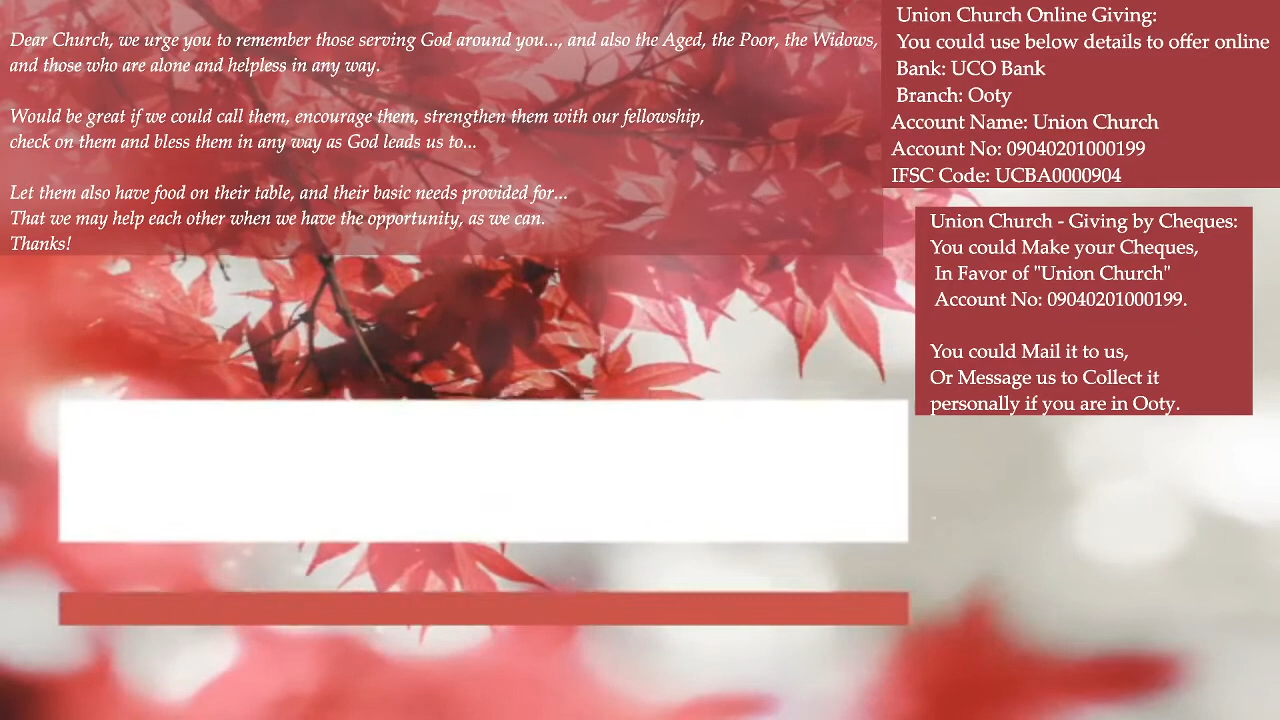 Dear Church, we urge you to remember those serving God around you..., and also the Aged, the Poor, the Widows,
and those who are alone and helpless in any way.
Would be great if we could call them, encourage them, strengthen them with our fellowship,
check on them and bless them in any way as God leads us to...
Let them also have food on their table, and their basic needs provided for...
That we may help each other when we have the opportunity, as we can.
Thanks!
Union Church Online Giving:
You could use below details to offer online
Bank: UCO Bank
Branch: Ooty
Account Name: Union Church
Account No: 09040201000199
IFSC Code: UCBA0000904
Union Church - Giving by Cheques:
You could Make your Cheques,
In Favor of "Union Church"
Account No: 09040201000199.
You could Mail it to us,
Or Message us to Collect it
personally if you are in Ooty.